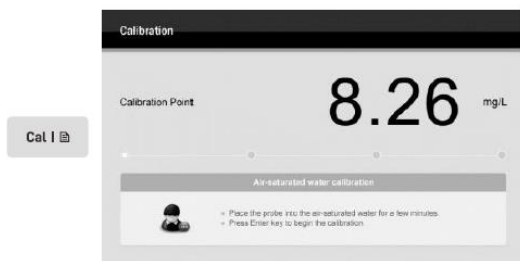 Cal
Calibration
Calibration Point
8.26 mg/L
Air-saturated water calibration
Place the probe into the air-saturated water for a few minutes.
Press Enter key to begin the calibration.